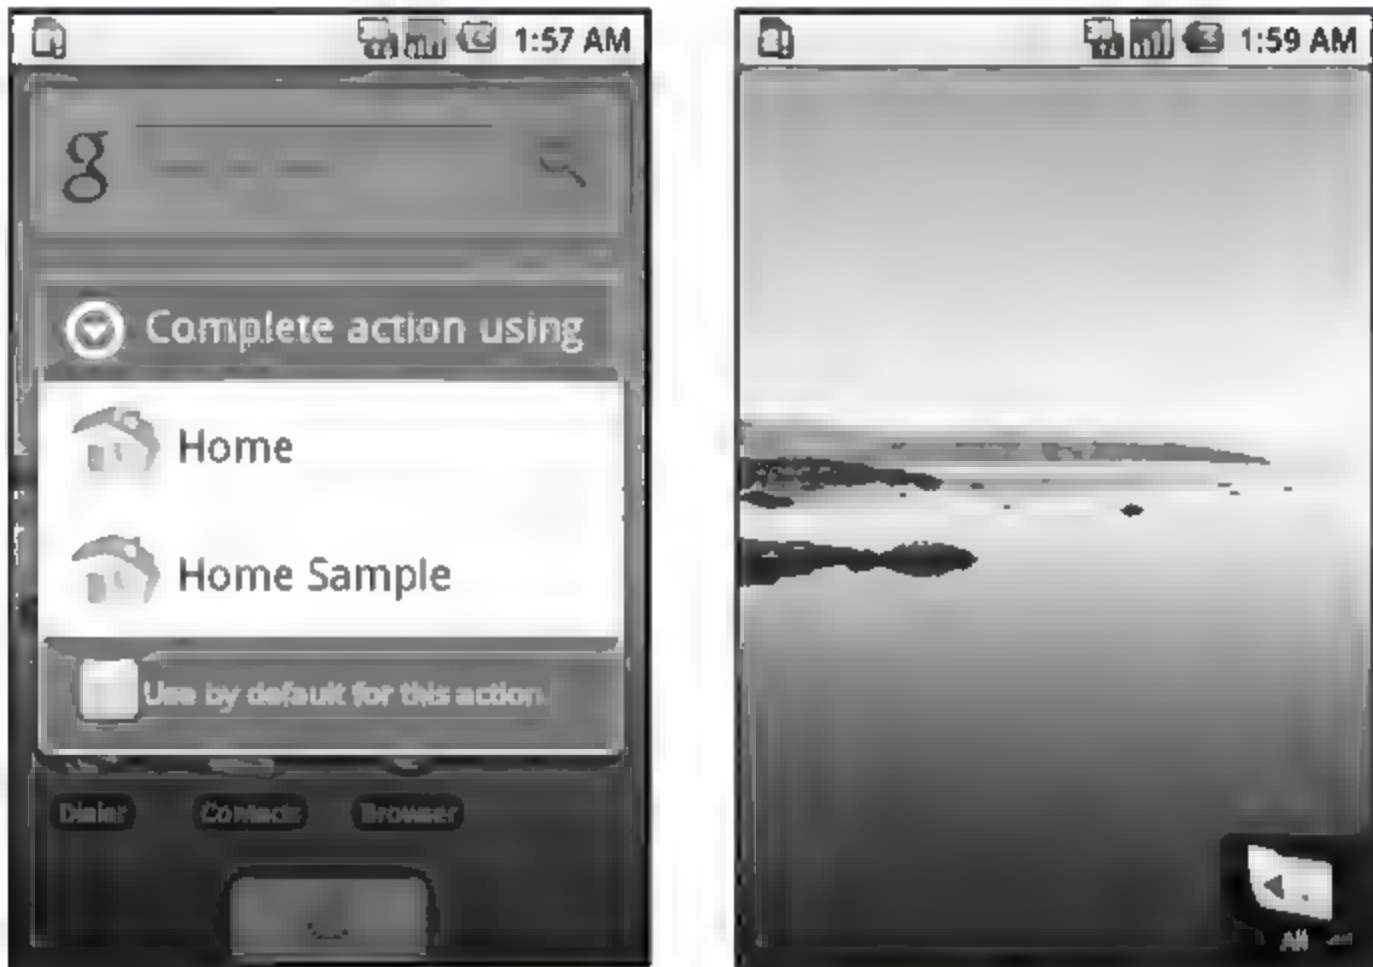 1:57 AM
g
Complete action using
Home
Home Sample
Use by default for this action.
Dialer Contacts Browser
1:59 AM
All